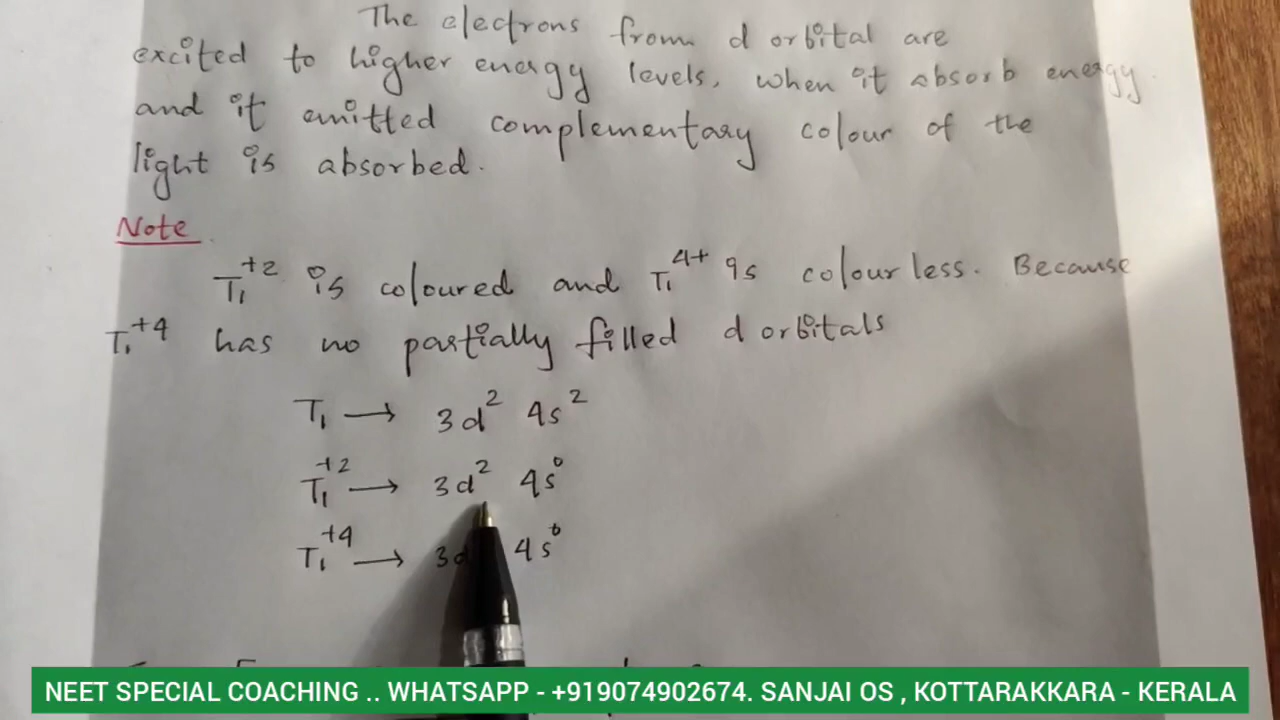 The electrons from d orbital are
excited to higher energy levels, when it absorb energy
and it emitted complementary colour of the
light is absorbed.
Note
Ti+2 is coloured and Ti4+ is colourless. Because
Ti+4 has no partially filled d orbitals
Ti → 3d2 4s2
Ti+2 → 3d2 4s0
Ti+4 → 3d 4s0
NEET SPECIAL COACHING .. WHATSAPP - +919074902674. SANJAI OS , KOTTARAKKARA - KERALA